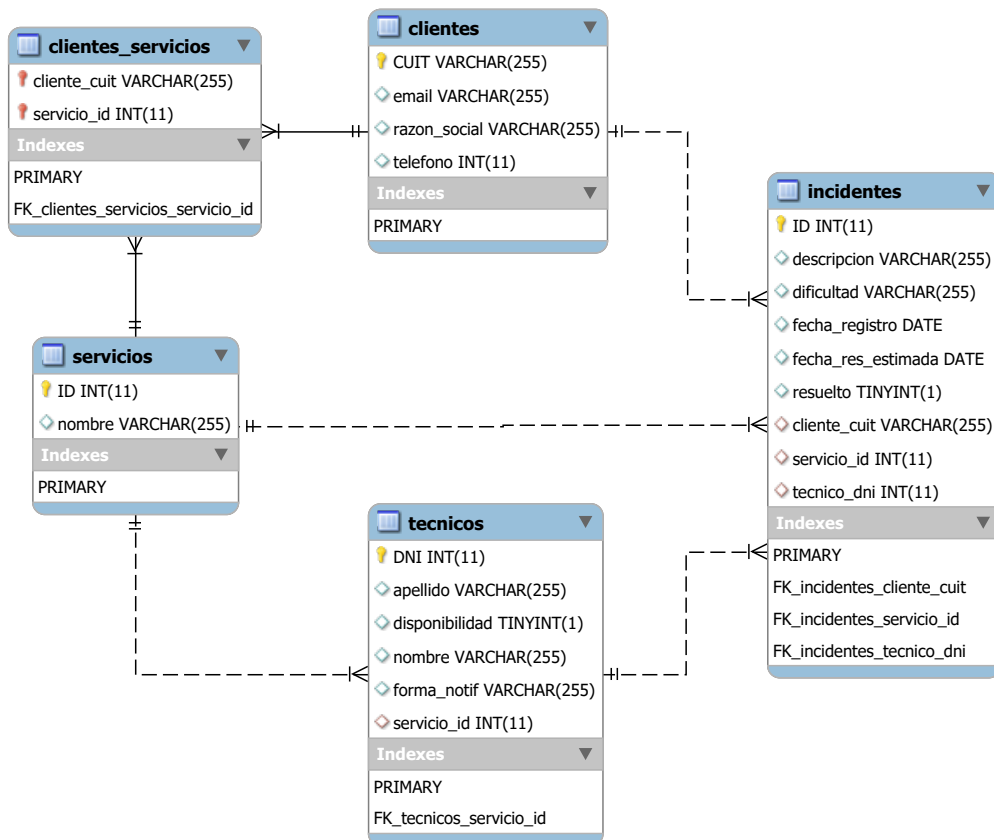 clientes_servicios
cliente_cuit VARCHAR(255)
servicio_id INT(11)
Indexes
PRIMARY
FK_clientes_servicios_servicio_id
clientes
CUIT VARCHAR(255)
email VARCHAR(255)
razon_social VARCHAR(255)
telefono INT(11)
Indexes
PRIMARY
incidentes
ID INT(11)
descripcion VARCHAR(255)
dificultad VARCHAR(255)
fecha_registro DATE
fecha_res_estimada DATE
resuelto TINYINT(1)
cliente_cuit VARCHAR(255)
servicio_id INT(11)
tecnico_dni INT(11)
Indexes
PRIMARY
FK_incidentes_cliente_cuit
FK_incidentes_servicio_id
FK_incidentes_tecnico_dni
servicios
ID INT(11)
nombre VARCHAR(255)
Indexes
PRIMARY
tecnicos
DNI INT(11)
apellido VARCHAR(255)
disponibilidad TINYINT(1)
nombre VARCHAR(255)
forma_notif VARCHAR(255)
servicio_id INT(11)
Indexes
PRIMARY
FK_tecnicos_servicio_id